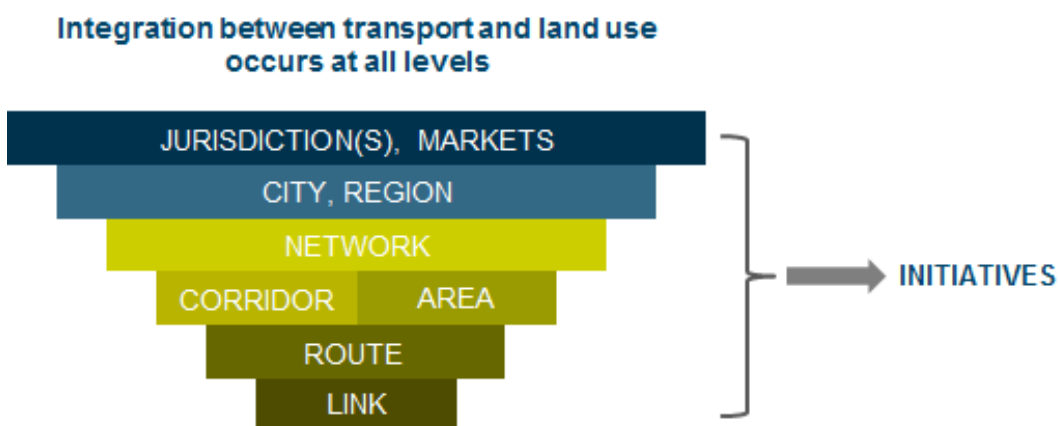 Integration between transport and land use
occurs at all levels
JURISDICTION(S), MARKETS
CITY, REGION
NETWORK
CORRIDOR AREA
ROUTE
LINK
INITIATIVES